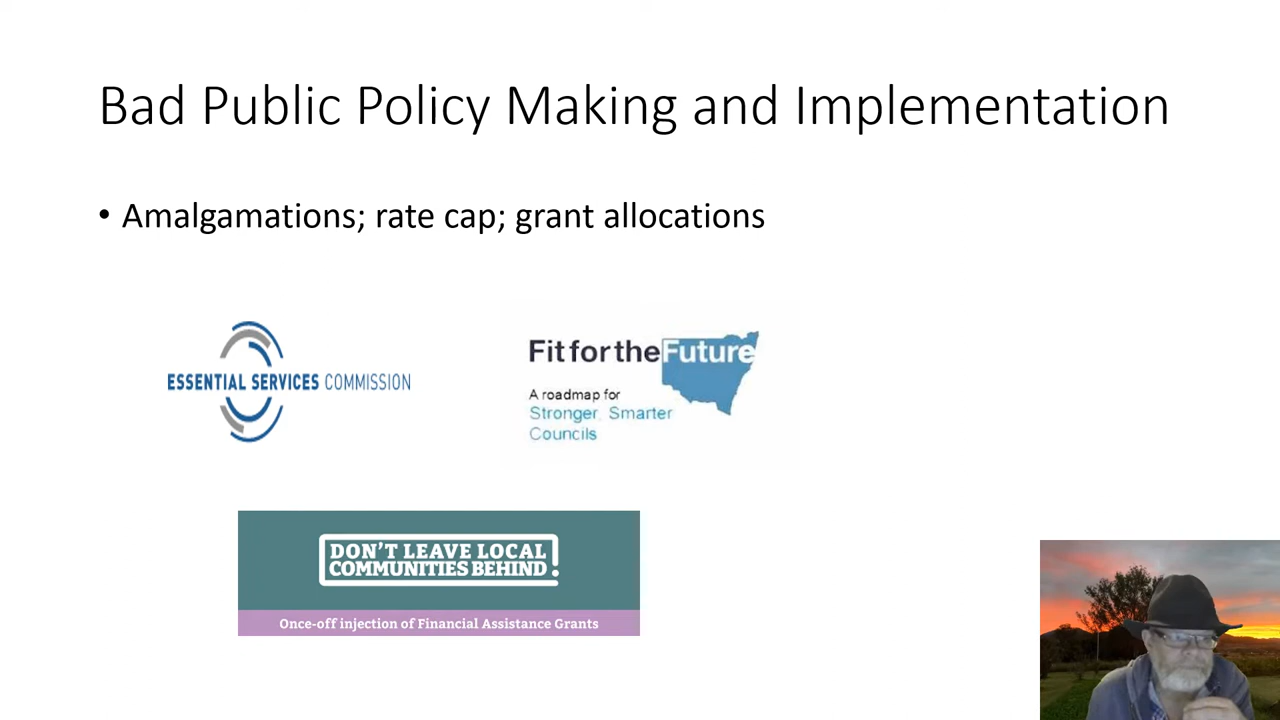 Bad Public Policy Making and Implementation
• Amalgamations; rate cap; grant allocations
ESSENTIAL SERVICES COMMISSION
Fit for the Future
A roadmap for
Stronger, Smarter
Councils
DON'T LEAVE LOCAL
COMMUNITIES BEHIND!
Once-off injection of Financial Assistance Grants